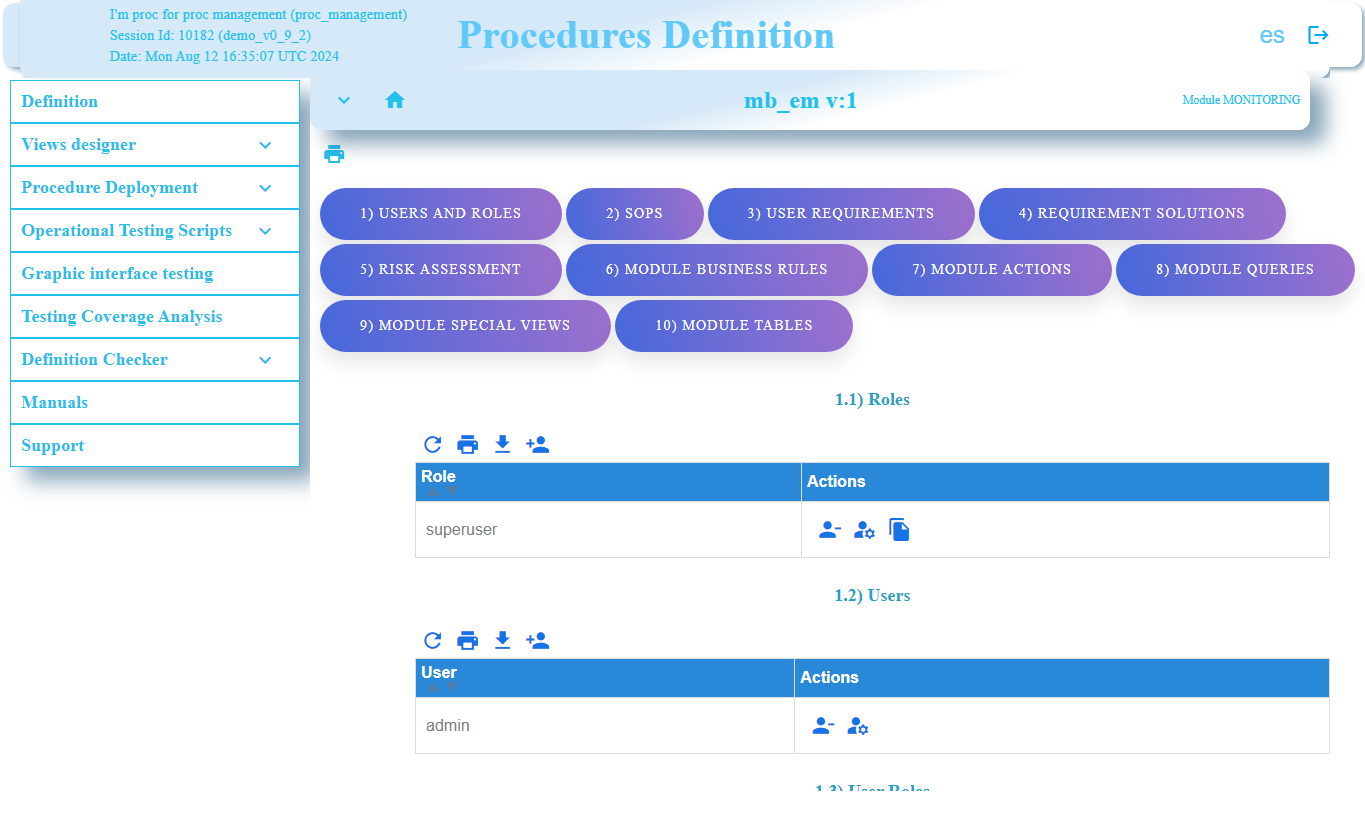 I'm proc for proc management (proc_management)
Session Id: 10182 (demo_v0_9_2)
Date: Mon Aug 12 16:35:07 UTC 2024
Procedures Definition
es
mb_em v:1
Module MONITORING
Definition
Views designer
Procedure Deployment
Operational Testing Scripts
Graphic interface testing
Testing Coverage Analysis
Definition Checker
Manuals
Support
1) USERS AND ROLES
2) SOPS
3) USER REQUIREMENTS
4) REQUIREMENT SOLUTIONS
5) RISK ASSESSMENT
6) MODULE BUSINESS RULES
7) MODULE ACTIONS
8) MODULE QUERIES
9) MODULE SPECIAL VIEWS
10) MODULE TABLES
1.1) Roles
Role
Actions
superuser
1.2) Users
User
Actions
admin
1.3) User Roles